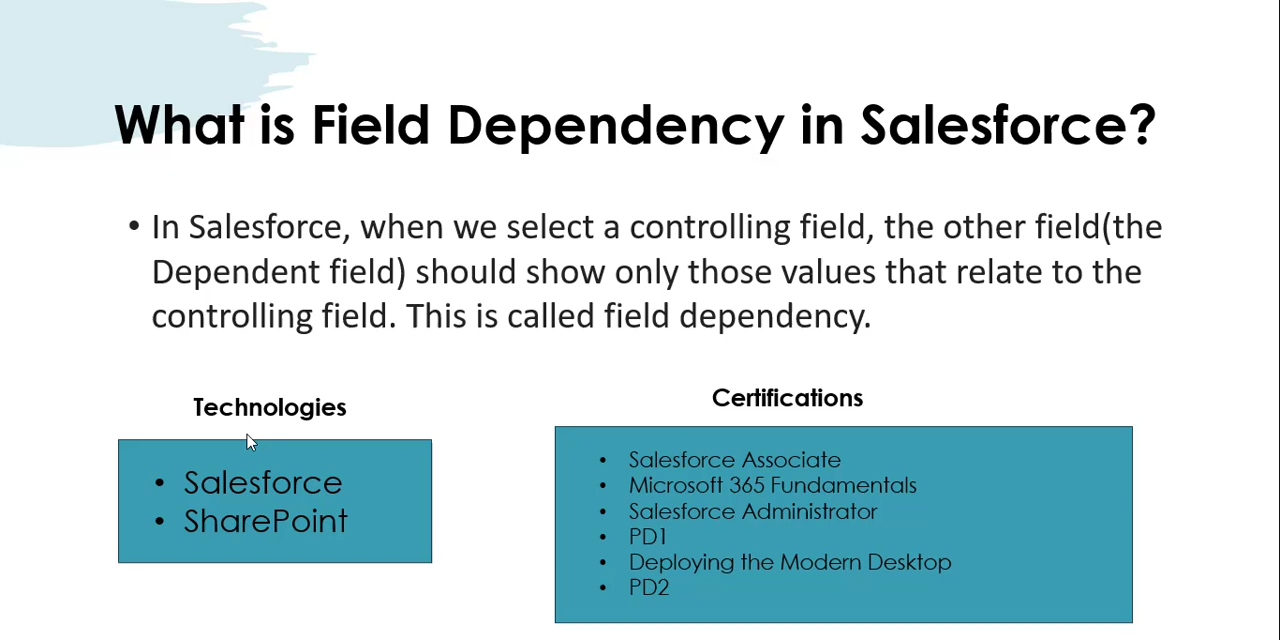 What is Field Dependency in Salesforce?
• In Salesforce, when we select a controlling field, the other field(the
Dependent field) should show only those values that relate to the
controlling field. This is called field dependency.
Technologies
• Salesforce
• SharePoint
Certifications
• Salesforce Associate
• Microsoft 365 Fundamentals
• Salesforce Administrator
• PD1
• Deploying the Modern Desktop
• PD2